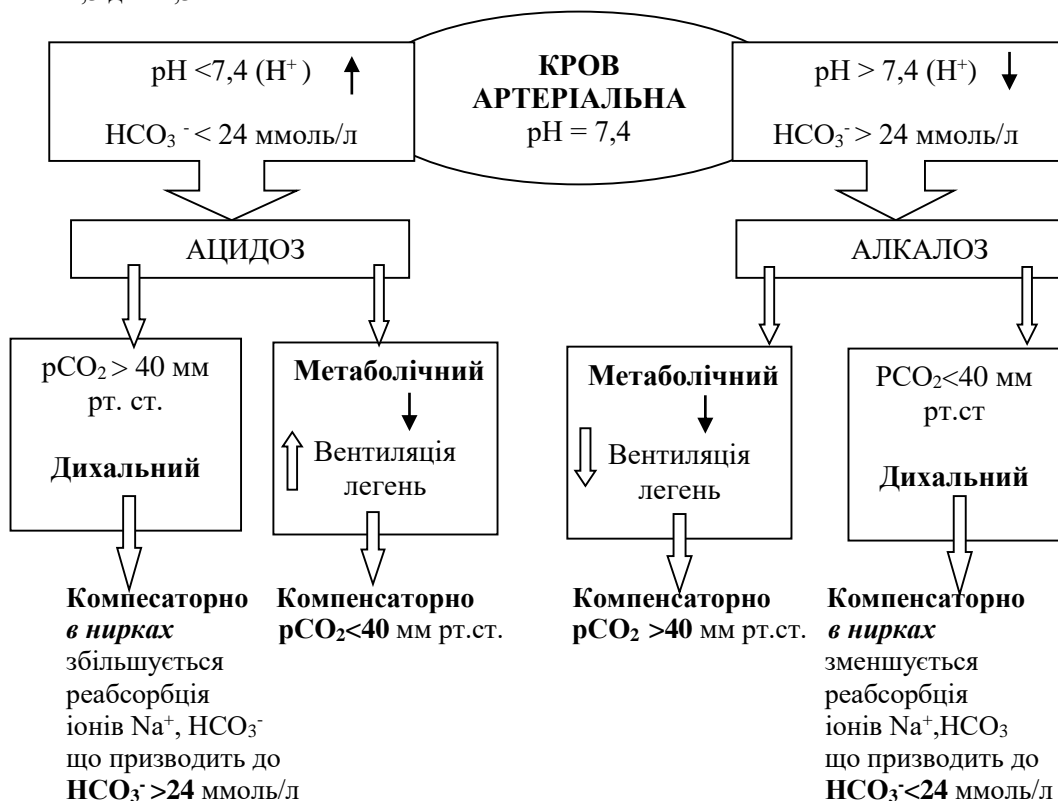 pH <7,4 (H⁺ )
HCO₃ ⁻ < 24 ммоль/л
КРОВ
АРТЕРІАЛЬНА
pH = 7,4
pH > 7,4 (H⁺)
HCO₃⁻ > 24 ммоль/л
АЦИДОЗ
АЛКАЛОЗ
pCO₂ > 40 мм
рт. ст.
Дихальний
Метаболічний
Вентиляція
легень
Метаболічний
Вентиляція
легень
PCO₂<40 мм
рт.ст
Дихальний
Компесаторно
в нирках
збільшується
реабсорбція
іонів Na⁺, HCO₃⁻
що призводить до
HCO₃⁻ >24 ммоль/л
Компенсаторно
pCO₂<40 мм рт.ст.
Компенсаторно
pCO₂ >40 мм рт.ст.
Компенсаторно
в нирках
зменшується
реабсорбція
іонів Na⁺,HCO₃
що призводить до
HCO₃⁻<24 ммоль/л